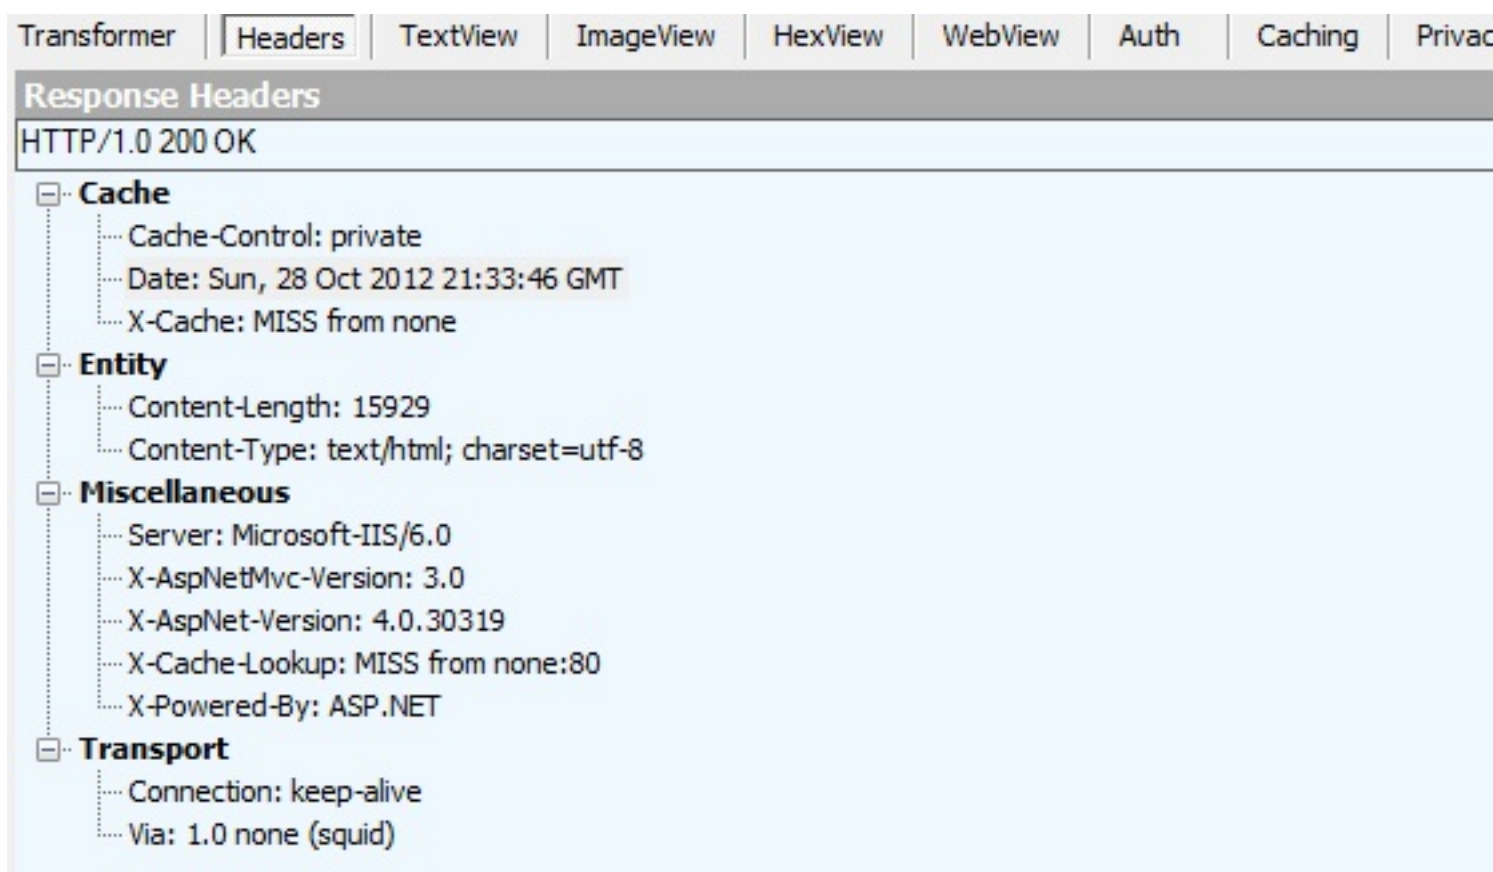 Transformer Headers TextView ImageView HexView WebView Auth Caching Privac
Response Headers
HTTP/1.0 200 OK
Cache
Cache-Control: private
Date: Sun, 28 Oct 2012 21:33:46 GMT
X-Cache: MISS from none
Entity
Content-Length: 15929
Content-Type: text/html; charset=utf-8
Miscellaneous
Server: Microsoft-IIS/6.0
X-AspNetMvc-Version: 3.0
X-AspNet-Version: 4.0.30319
X-Cache-Lookup: MISS from none:80
X-Powered-By: ASP.NET
Transport
Connection: keep-alive
Via: 1.0 none (squid)